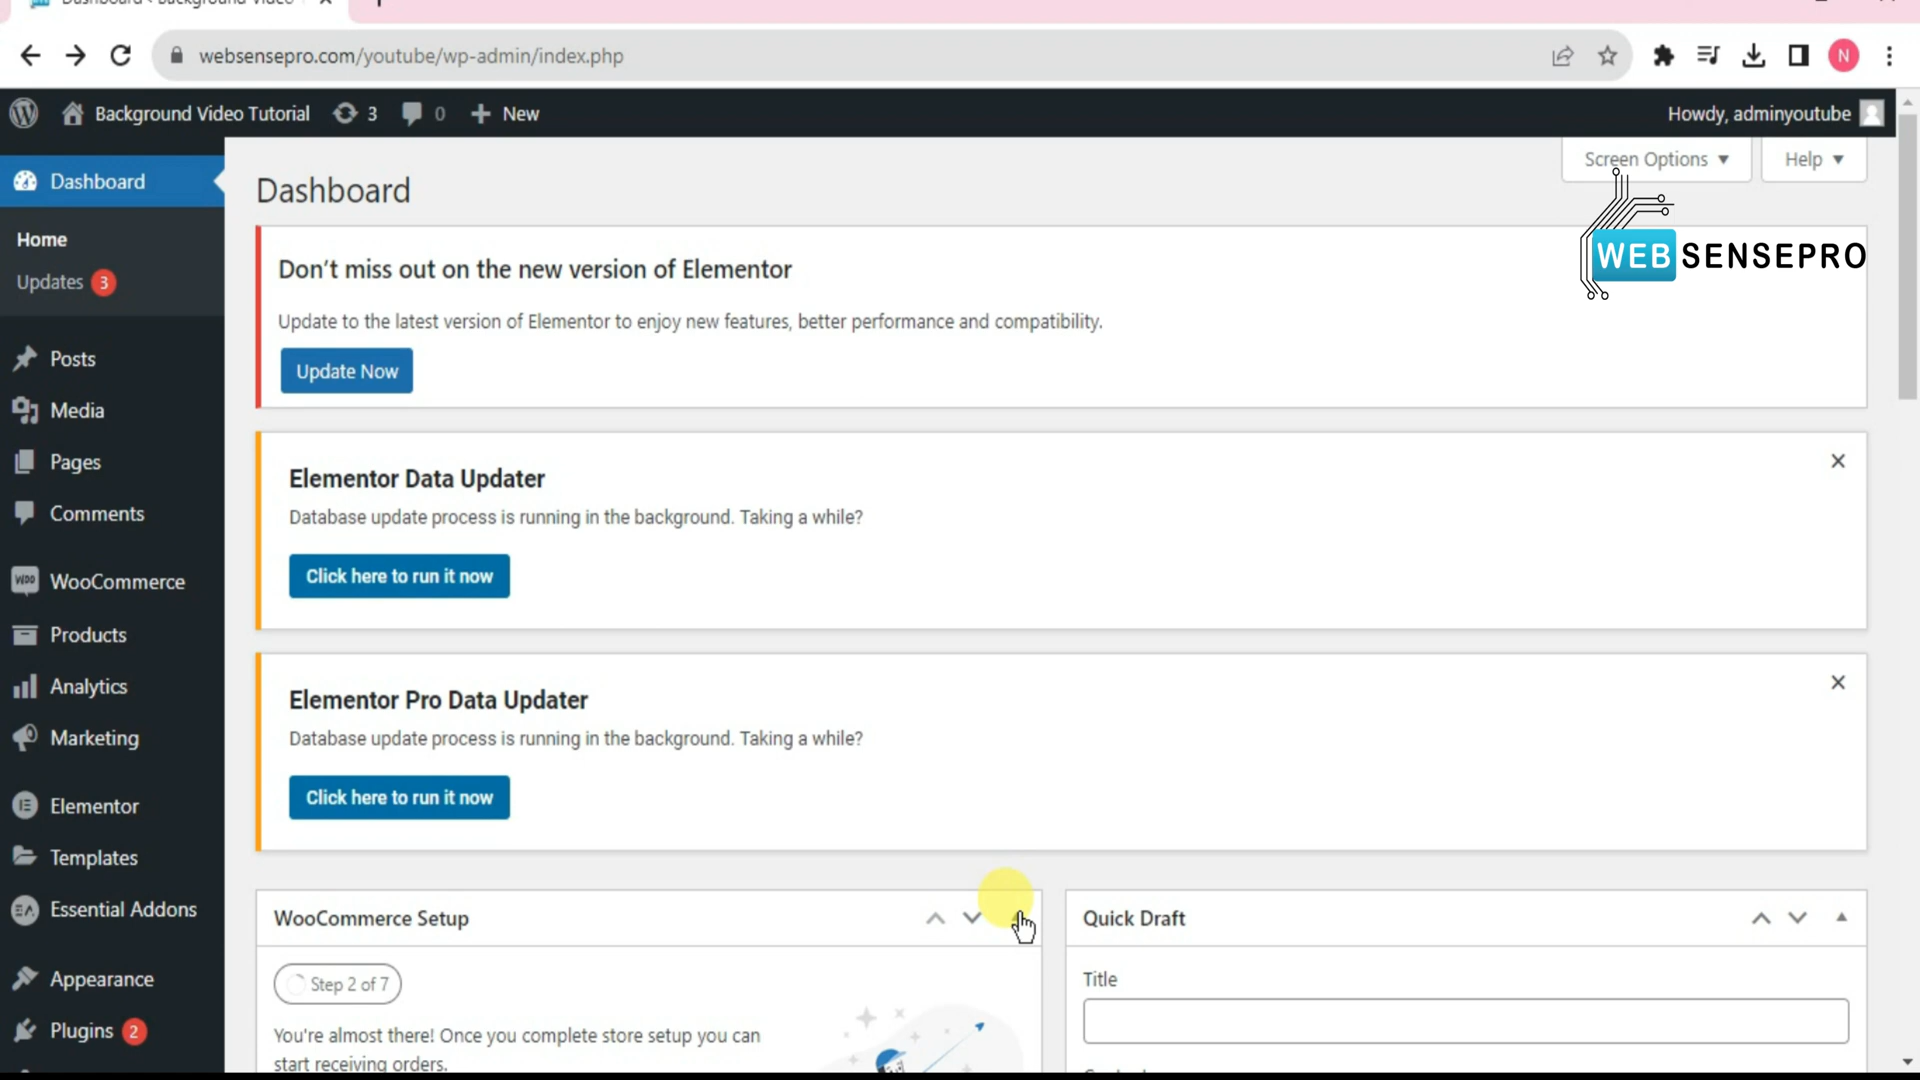 Dashboard ‹ Background Video
websensepro.com/youtube/wp-admin/index.php
N
Background Video Tutorial
3
0
New
Howdy, adminyoutube
Dashboard
Home
Updates 3
Posts
Media
Pages
Comments
WooCommerce
Products
Analytics
Marketing
Elementor
Templates
Essential Addons
Appearance
Plugins 2
Screen Options
Help
WEBSENSEPRO
Dashboard
Don't miss out on the new version of Elementor
Update to the latest version of Elementor to enjoy new features, better performance and compatibility.
Update Now
Elementor Data Updater
Database update process is running in the background. Taking a while?
Click here to run it now
Elementor Pro Data Updater
Database update process is running in the background. Taking a while?
Click here to run it now
WooCommerce Setup
Step 2 of 7
You're almost there! Once you complete store setup you can
start receiving orders.
Quick Draft
Title